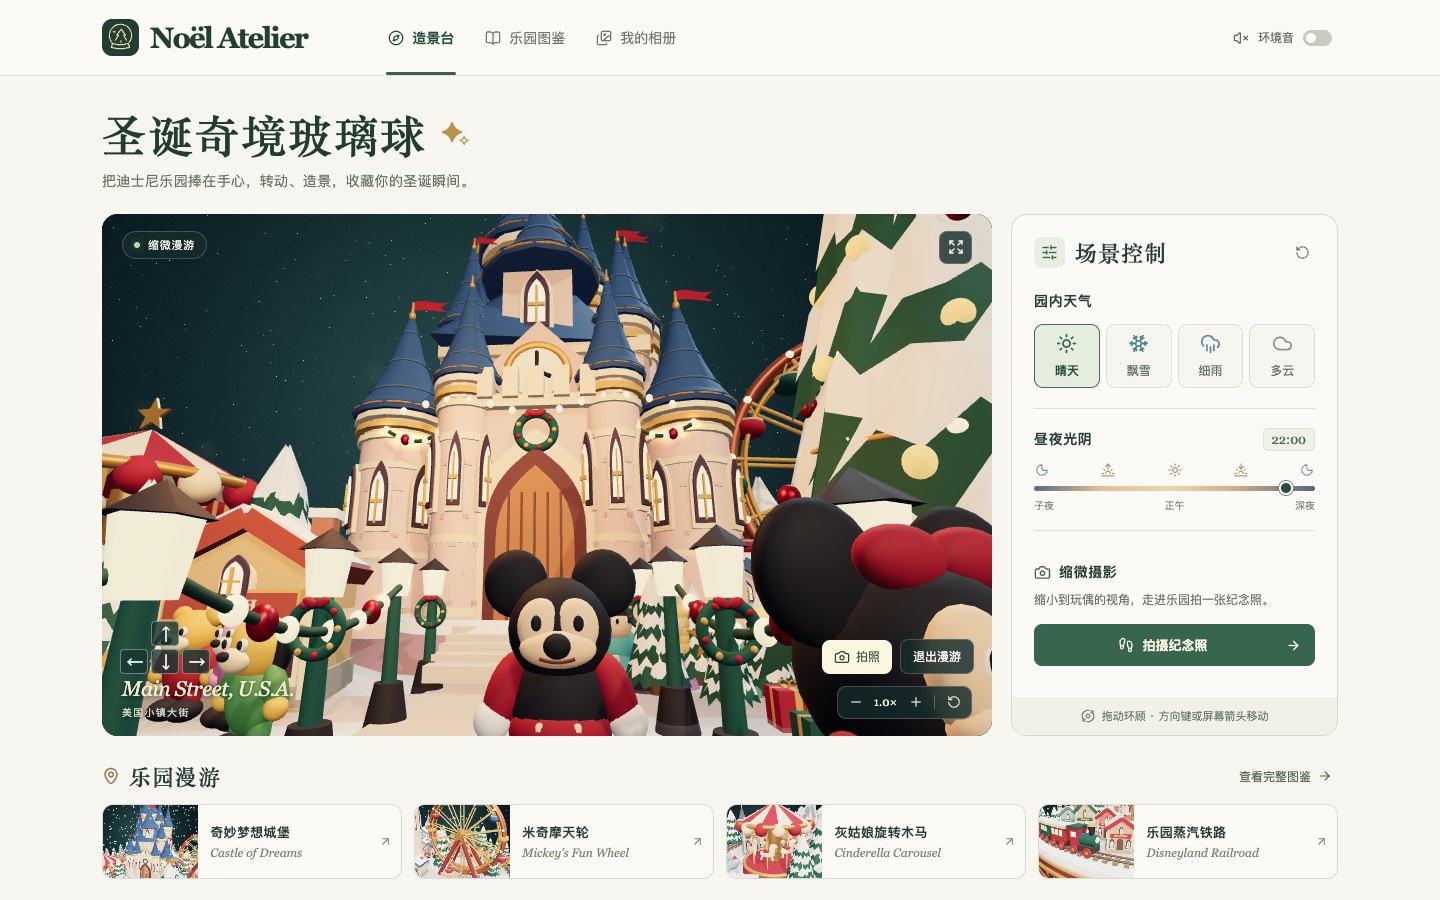 Noël Atelier
造景台
乐园图鉴
我的相册
环境音
圣诞奇境玻璃球
把迪士尼乐园捧在手心，转动、造景，收藏你的圣诞瞬间。
缩微漫游
Main Street, U.S.A.
美国小镇大街
拍照
退出漫游
1.0×
场景控制
园内天气
晴天
飘雪
细雨
多云
昼夜光阴
22:00
子夜
正午
深夜
缩微摄影
缩小到玩偶的视角，走进乐园拍一张纪念照。
拍摄纪念照
拖动环顾 · 方向键或屏幕箭头移动
乐园漫游
查看完整图鉴
奇妙梦想城堡
Castle of Dreams
米奇摩天轮
Mickey's Fun Wheel
灰姑娘旋转木马
Cinderella Carousel
乐园蒸汽铁路
Disneyland Railroad